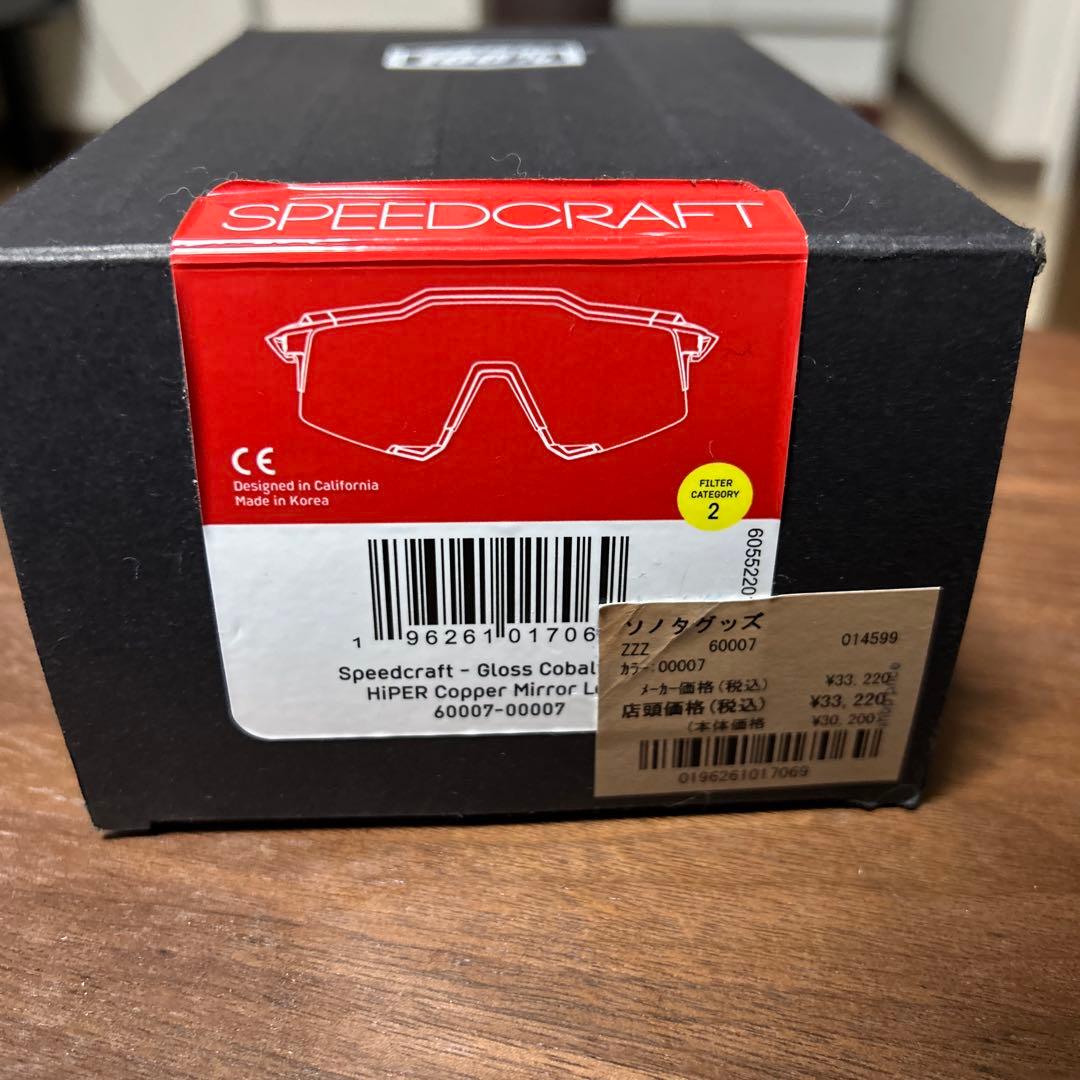 100%
SPEEDCRAFT
CE
Designed in California
Made in Korea
FILTER
CATEGORY
2
6055220
1 96261 01706
Speedcraft - Gloss Cobal
HiPER Copper Mirror L
60007-00007
ソノタグッズ
ZZZ 60007 014599
カラー:00007
メーカー価格(税込) ¥33,220
店頭価格(税込) ¥33,220
(本体価格 ¥30,200)
0196261017069